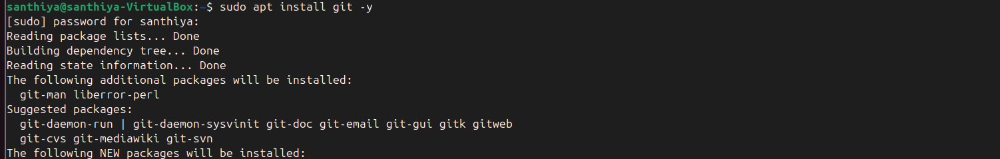 santhiya@santhiya-VirtualBox:~$ sudo apt install git -y
[sudo] password for santhiya:
Reading package lists... Done
Building dependency tree... Done
Reading state information... Done
The following additional packages will be installed:
  git-man liberror-perl
Suggested packages:
  git-daemon-run | git-daemon-sysvinit git-doc git-email git-gui gitk gitweb
  git-cvs git-mediawiki git-svn
The following NEW packages will be installed: